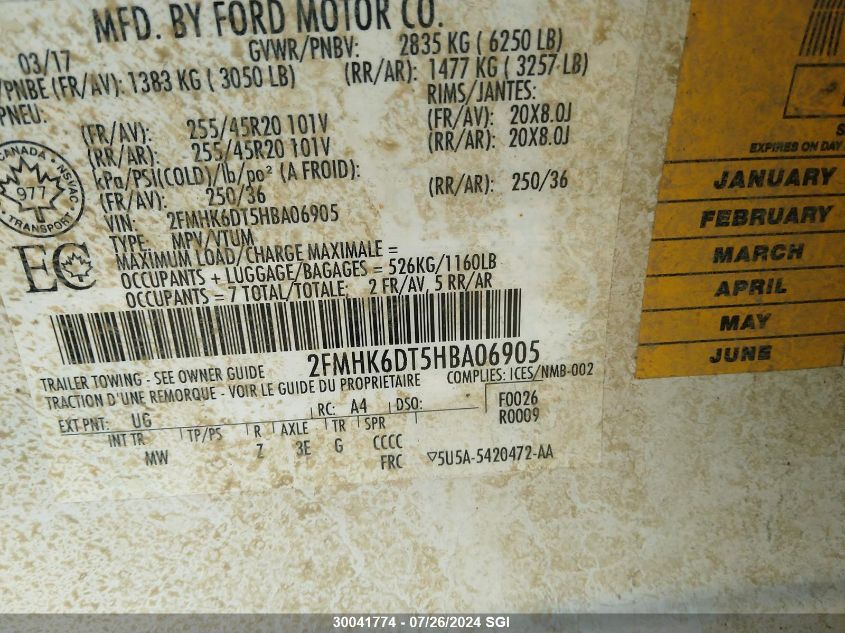 MFD. BY FORD MOTOR CO.
03/17 GVWR/PNBV: 2835 KG ( 6250 LB)
/PNBE (FR/AV): 1383 KG ( 3050 LB) (RR/AR): 1477 KG ( 3257 LB)
PNEU: RIMS/JANTES:
(FR/AV): 255/45R20 101V (FR/AV): 20X8.0J
(RR/AR): 255/45R20 101V (RR/AR): 20X8.0J
kPa/PSI(COLD)/lb/po² (A FROID):
(FR/AV): 250/36 (RR/AR): 250/36
VIN: 2FMHK6DT5HBA06905
TYPE: MPV/VTUM
MAXIMUM LOAD/CHARGE MAXIMALE =
OCCUPANTS + LUGGAGE/BAGAGES = 526KG/1160LB
OCCUPANTS = 7 TOTAL/TOTALE: 2 FR/AV, 5 RR/AR
CANADA NSVAC
977
TRANSPORT
EC
2FMHK6DT5HBA06905
TRAILER TOWING - SEE OWNER GUIDE
TRACTION D'UNE REMORQUE - VOIR LE GUIDE DU PROPRIETAIRE COMPLIES: ICES/NMB-002
EXT PNT: UG RC: A4 DSO: F0026
R0009
INT TR TP/PS R AXLE TR SPR
MW Z 3E G CCCC
FRC 5U5A-5420472-AA
EXPIRES ON DAY
JANUARY
FEBRUARY
MARCH
APRIL
MAY
JUNE
30041774 - 07/26/2024 SGI